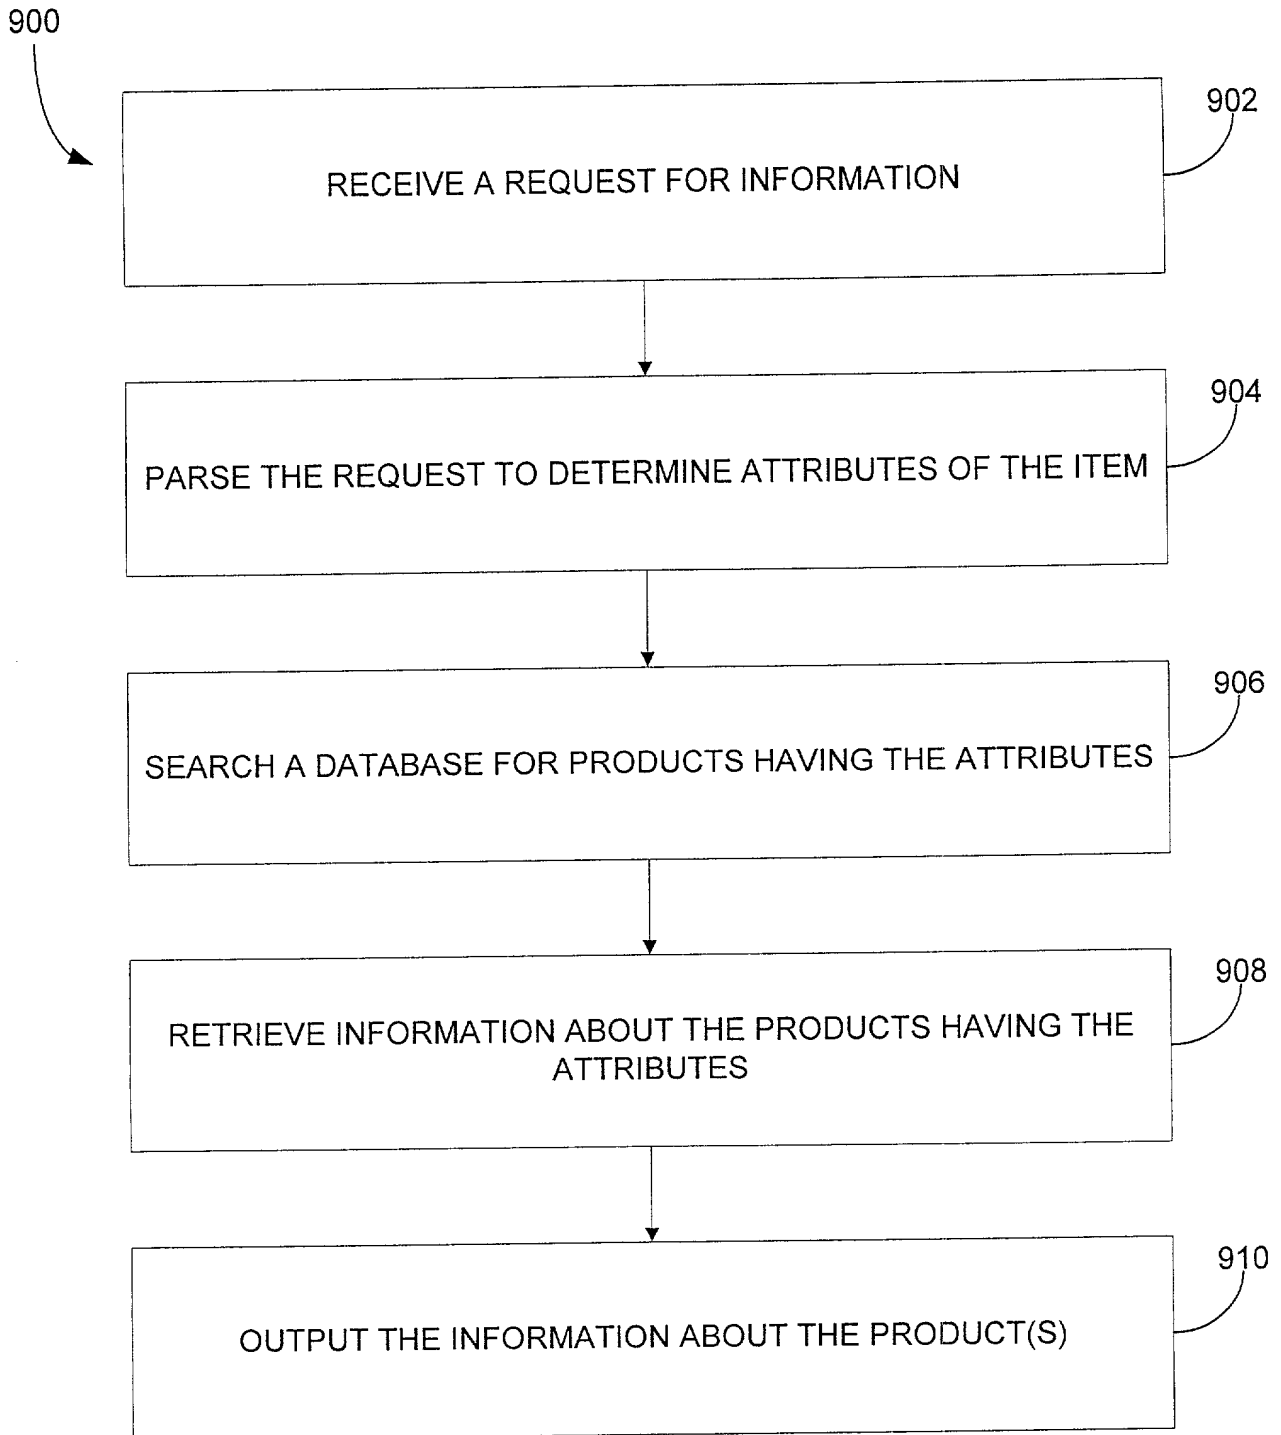 900
902
RECEIVE A REQUEST FOR INFORMATION
904
PARSE THE REQUEST TO DETERMINE ATTRIBUTES OF THE ITEM
906
SEARCH A DATABASE FOR PRODUCTS HAVING THE ATTRIBUTES
908
RETRIEVE INFORMATION ABOUT THE PRODUCTS HAVING THE
ATTRIBUTES
910
OUTPUT THE INFORMATION ABOUT THE PRODUCT(S)